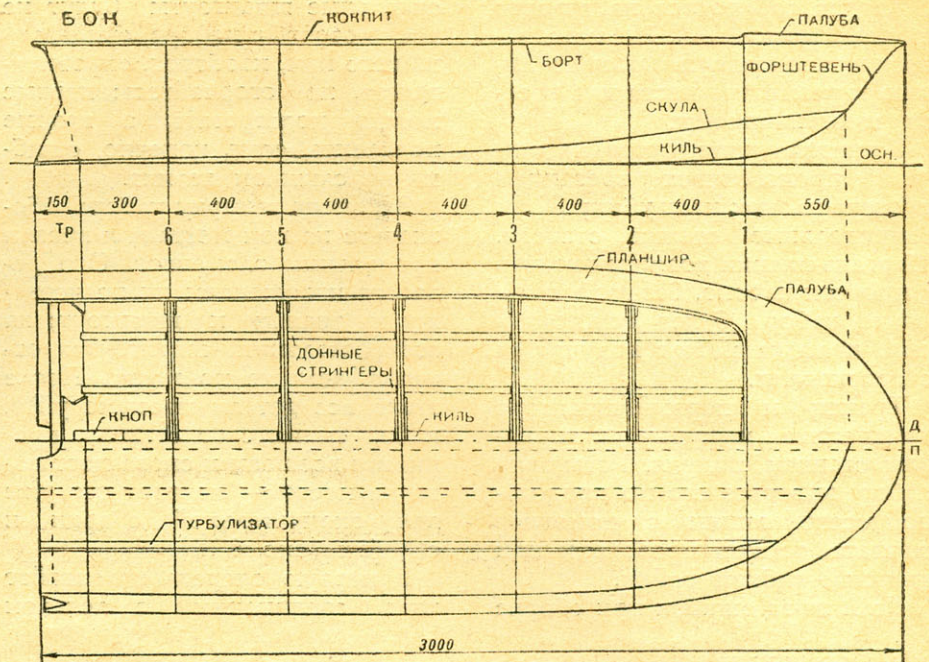 БОК
КОКПИТ
ПАЛУБА
БОРТ
ФОРШТЕВЕНЬ
СКУЛА
КИЛЬ
ОСН.
150 300 400 400 400 400 400 550
Тр 6 5 4 3 2 1
ПЛАНШИР
ПАЛУБА
ДОННЫЕ
СТРИНГЕРЫ
КНОП
КИЛЬ
Д
П
ТУРБУЛИЗАТОР
3000